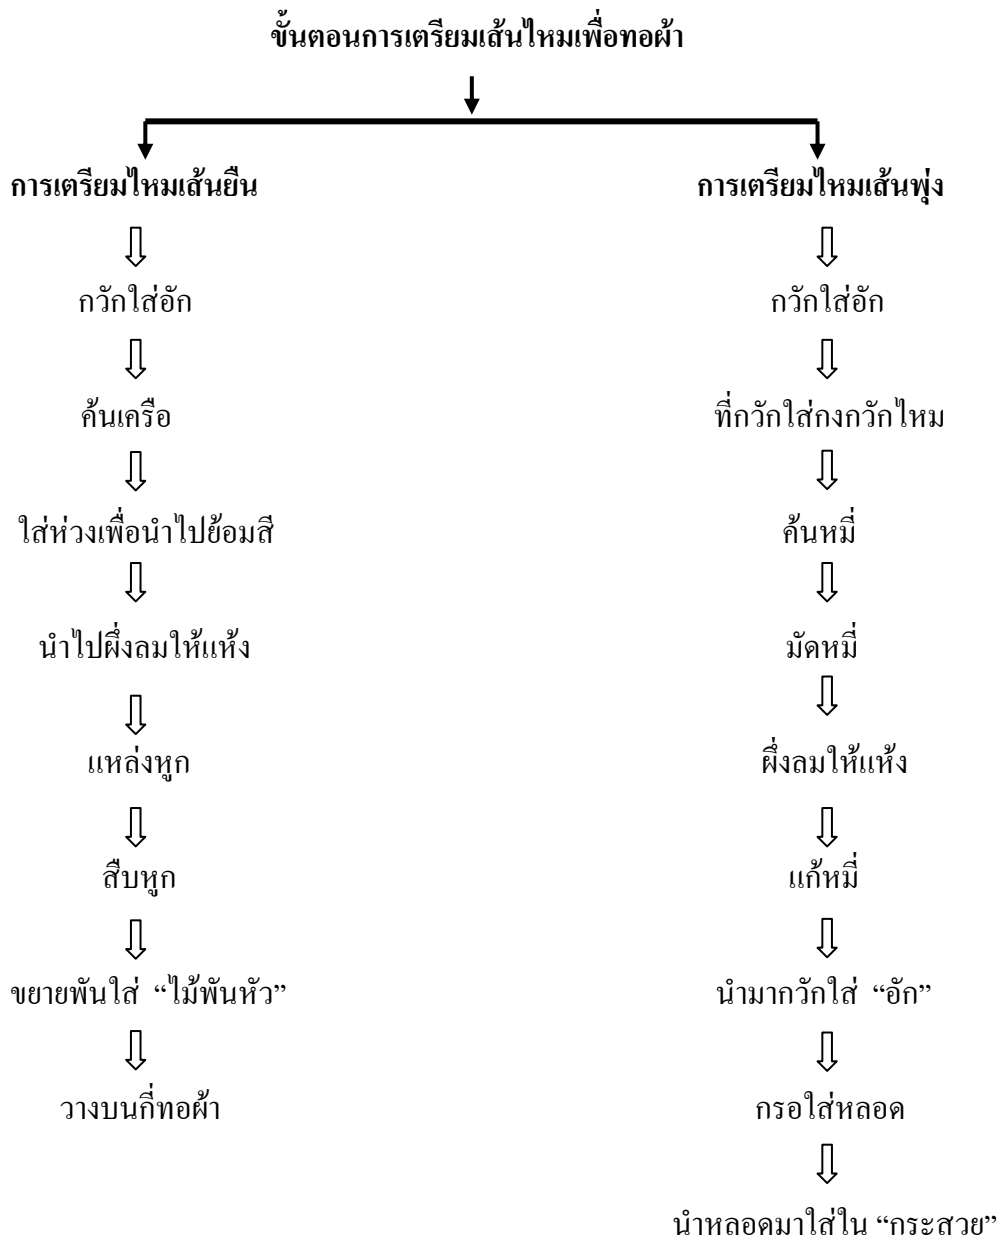 ขั้นตอนการเตรียมเส้นไหมเพื่อทอผ้า
การเตรียมไหมเส้นยืน
กวักใส่อัก
ค้นเครือ
ใส่ห่วงเพื่อนำไปย้อมสี
นำไปผึ่งลมให้แห้ง
แหล่งหูก
สืบหูก
ขยายพันใส่ “ไม้พันหัว”
วางบนกี่ทอผ้า
การเตรียมไหมเส้นพุ่ง
กวักใส่อัก
ที่กวักใส่กงกวักไหม
ค้นหมี่
มัดหมี่
ผึ่งลมให้แห้ง
แก้หมี่
นำมากวักใส่ “อัก”
กรอใส่หลอด
นำหลอดมาใส่ใน “กระสวย”